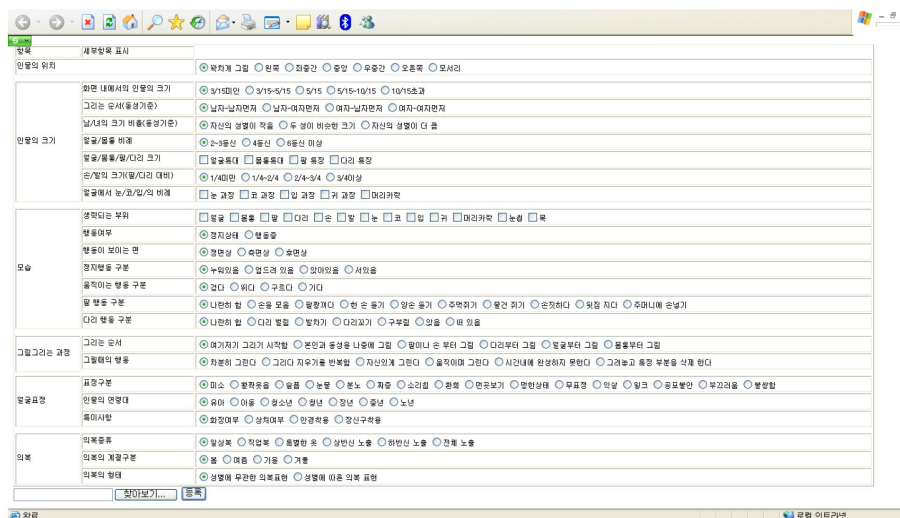 항목 세부항목 표시
인물의 위치 꽉차게 그림 왼쪽 좌중간 중앙 우중간 오른쪽 모서리
인물의 크기
화면 내에서의 인물의 크기 3/15미만 3/15~5/15 5/15 5/15~10/15 10/15초과
그리는 순서(동성기준) 남자-남자먼저 남자-여자먼저 여자-남자먼저 여자-여자먼저
남/녀의 크기 비율(동성기준) 자신의 성별이 작음 두 성이 비슷한 크기 자신의 성별이 더 큼
얼굴/몸통 비례 2~3등신 4등신 6등신 이상
얼굴/몸통/팔/다리 크기 얼굴특대 몸통특대 팔 특장 다리 특장
손/발의 크기(팔/다리 대비) 1/4미만 1/4~2/4 2/4~3/4 3/4이상
얼굴에서 눈/코/입/의 비례 눈 과장 코 과장 입 과장 귀 과장 머리카락
모습
생략되는 부위 얼굴 몸통 팔 다리 손 발 눈 코 입 귀 머리카락 눈썹 목
행동여부 정지상태 행동중
행동이 보이는 면 정면상 측면상 후면상
정지행동 구분 누워있음 엎드려 있음 앉아있음 서있음
움직이는 행동 구분 걷다 뛰다 구르다 기다
팔 행동 구분 나란히 함 손을 모음 팔짱끼다 한 손 들기 양손 들기 주먹쥐기 물건 쥐기 손짓하다 뒷짐 지다 주머니에 손넣기
다리 행동 구분 나란히 함 다리 벌림 발차기 다리꼬기 구부림 앉음 떠 있음
그림그리는 과정
그리는 순서 여기저기 그리기 시작함 본인과 동성을 나중에 그림 팔이나 손 부터 그림 다리부터 그림 얼굴부터 그림 몸통부터 그림
그릴때의 행동 차분히 그린다 그리다 지우기를 반복함 자신있게 그린다 움직이며 그린다 시간내에 완성하지 못한다 그려놓고 특정 부분을 삭제 한다
얼굴표정
표정구분 미소 활짝웃음 슬픔 눈물 분노 짜증 소리침 환희 먼곳보기 멍한상태 무표정 익살 윙크 공포불안 부끄러움 불쌍함
인물의 연령대 유아 아동 청소년 청년 장년 중년 노년
특이사항 화장여부 상처여부 안경착용 장신구착용
의복
의복종류 일상복 작업복 특별한 옷 상반신 노출 하반신 노출 전체 노출
의복의 계절구분 봄 여름 가을 겨울
의복의 형태 성별에 무관한 의복표현 성별에 따른 의복 표현
찾아보기... 등록
완료 로컬 인트라넷